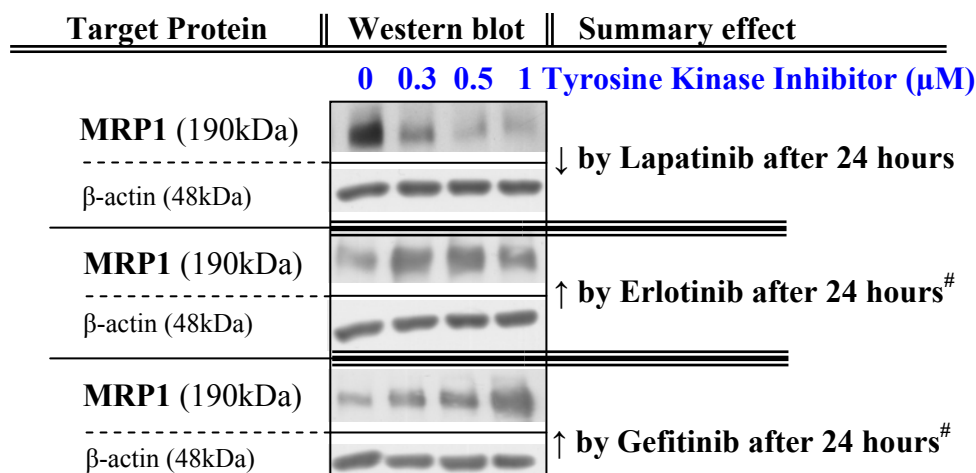 Target Protein || Western blot || Summary effect
0 0.3 0.5 1 Tyrosine Kinase Inhibitor (μM)
MRP1 (190kDa)
β-actin (48kDa)
↓ by Lapatinib after 24 hours
MRP1 (190kDa)
β-actin (48kDa)
↑ by Erlotinib after 24 hours#
MRP1 (190kDa)
β-actin (48kDa)
↑ by Gefitinib after 24 hours#